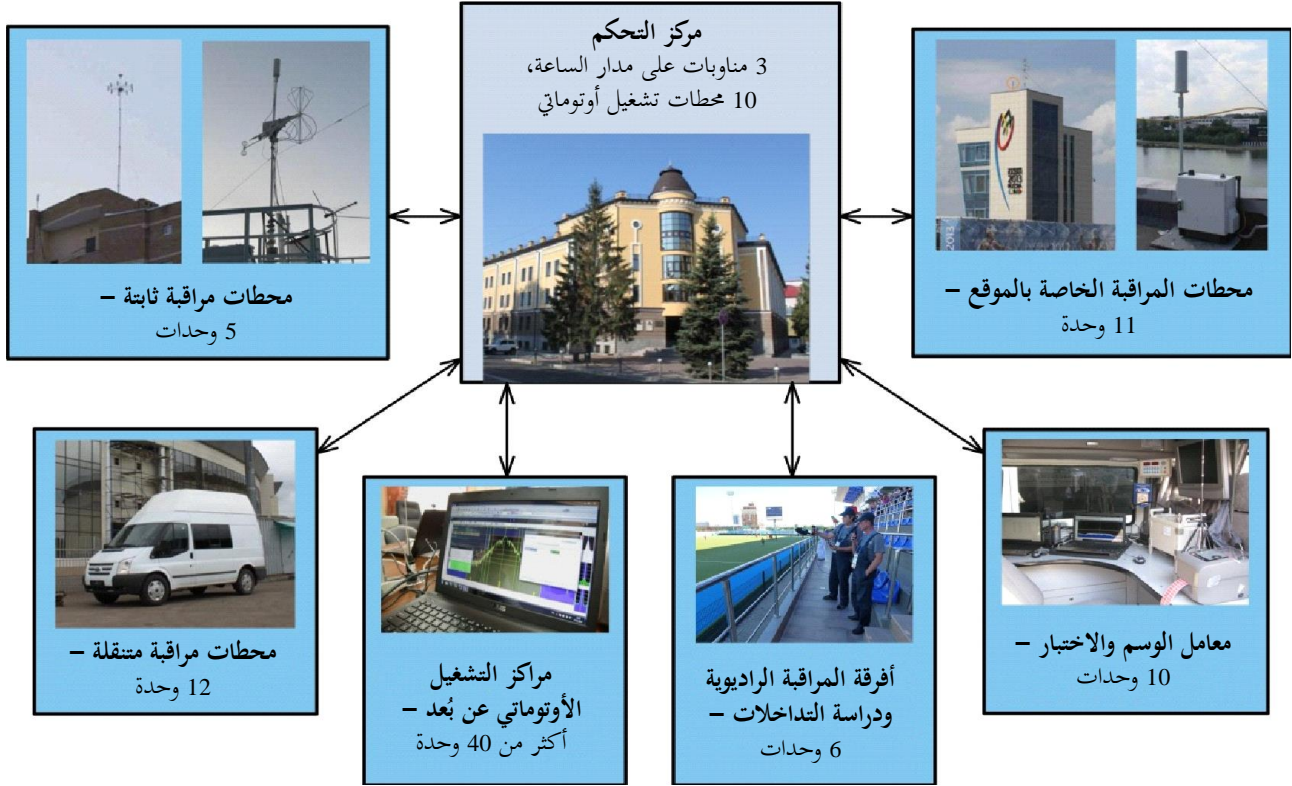 مركز التحكم
3 مناوبات على مدار الساعة،
10 محطات تشغيل أوتوماتي
محطات المراقبة الخاصة بالموقع –
11 وحدة
محطات مراقبة ثابتة –
5 وحدات
معامل الوسم والاختبار –
10 وحدات
أفرقة المراقبة الراديوية
ودراسة التداخلات –
6 وحدات
مراكز التشغيل
الأوتوماتي عن بُعد –
أكثر من 40 وحدة
محطات مراقبة متنقلة –
12 وحدة
2013